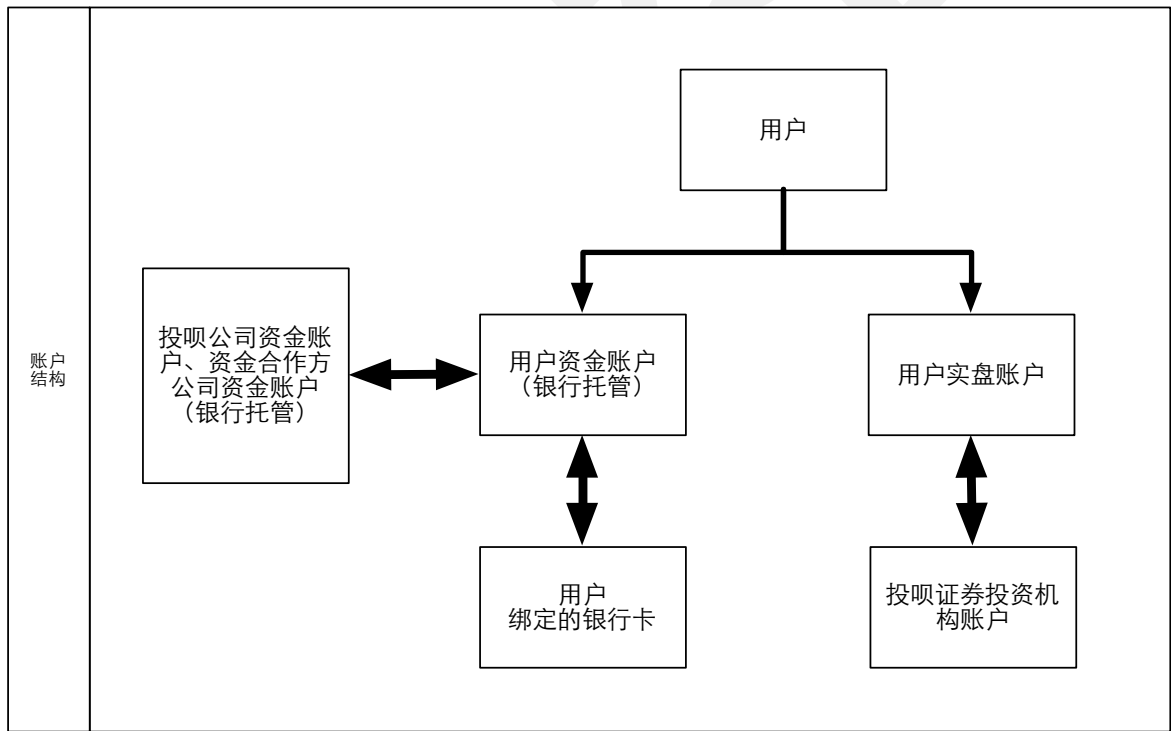 用户
投呗公司资金账
户、资金合作方
公司资金账户
（银行托管）
用户资金账户
（银行托管）
用户实盘账户
账户
结构
用户
绑定的银行卡
投呗证券投资机
构账户